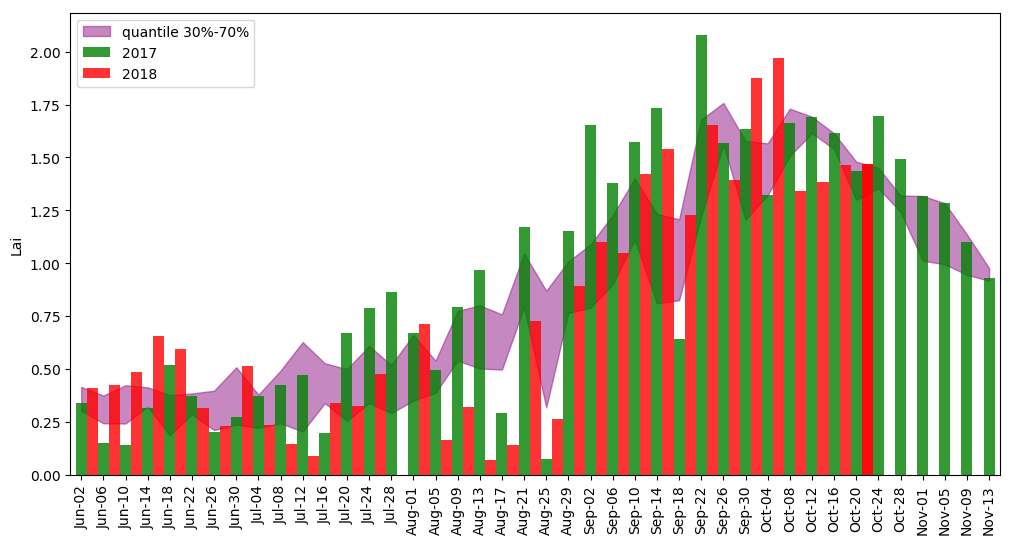 quantile 30%-70%
2017
2018
2.00
1.75
1.50
1.25
1.00
0.75
0.50
0.25
0.00
Lai
Jun-02
Jun-06
Jun-10
Jun-14
Jun-18
Jun-22
Jun-26
Jun-30
Jul-04
Jul-08
Jul-12
Jul-16
Jul-20
Jul-24
Jul-28
Aug-01
Aug-05
Aug-09
Aug-13
Aug-17
Aug-21
Aug-25
Aug-29
Sep-02
Sep-06
Sep-10
Sep-14
Sep-18
Sep-22
Sep-26
Sep-30
Oct-04
Oct-08
Oct-12
Oct-16
Oct-20
Oct-24
Oct-28
Nov-01
Nov-05
Nov-09
Nov-13